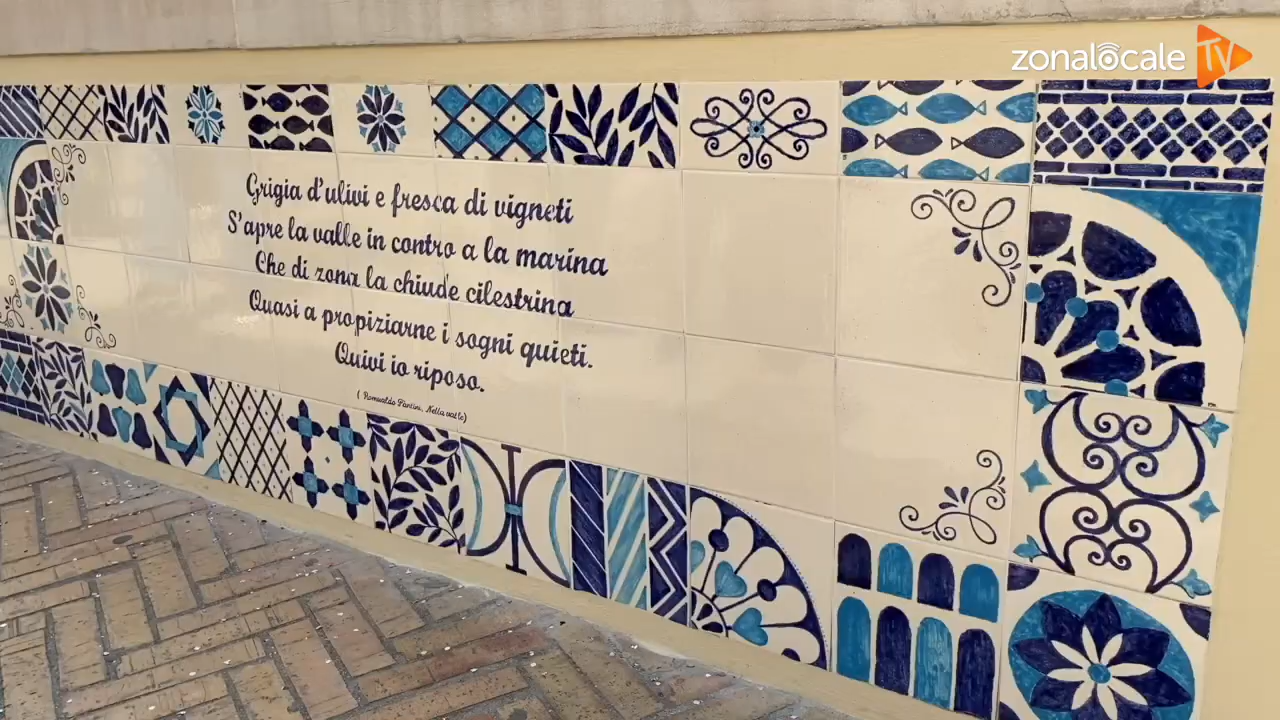 zonalocale TV
Grigia d'ulivi e fresca di vigneti
S'apre la valle in contro a la marina
Che di zona la chiude cilestrina
Quasi a propiziarne i sogni quieti.
Quivi io riposo.
( Romualdo Pantini, Nella valle)